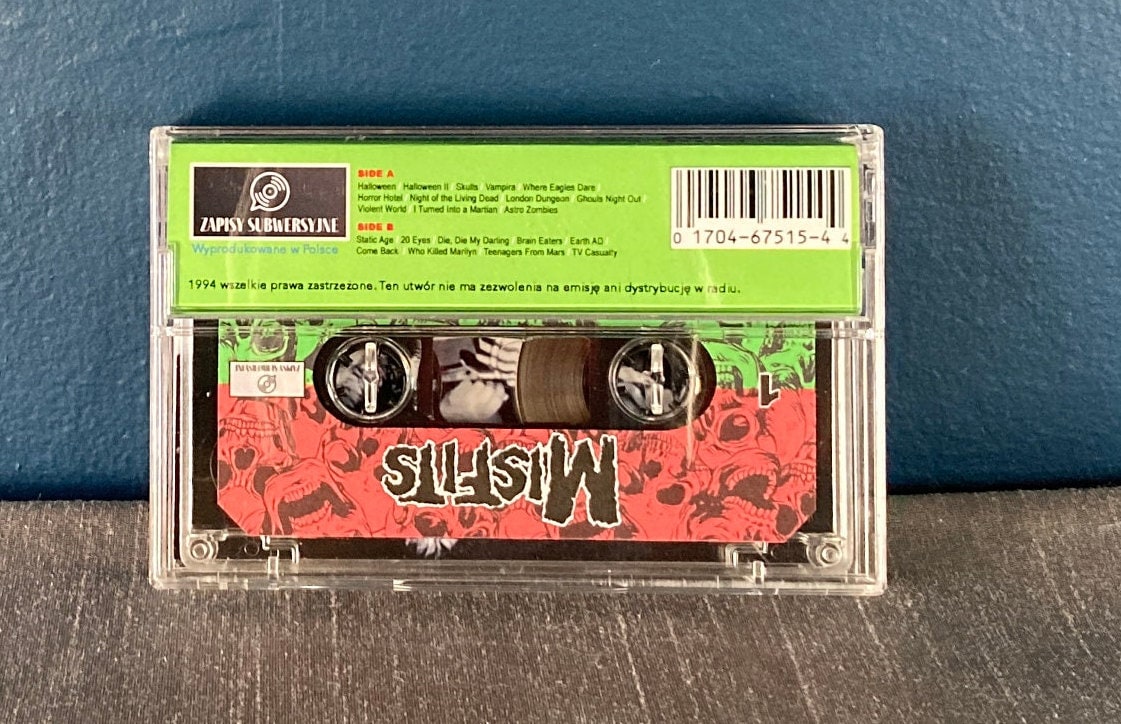 ZAPISY SUBWERSYJNE
Wyprodukowane w Polsce
SIDE A
Halloween / Halloween II / Skulls / Vampira / Where Eagles Dare /
Horror Hotel / Night of the Living Dead / London Dungeon / Ghouls Night Out /
Violent World / I Turned Into a Martian / Astro Zombies
SIDE B
Static Age / 20 Eyes / Die, Die My Darling / Brain Eaters / Earth AD /
Come Back / Who Killed Marilyn / Teenagers From Mars / TV Casualty
0 1704-67515-4 4
1994 wszelkie prawa zastrzeżone. Ten utwór nie ma zezwolenia na emisję ani dystrybucję w radiu.
ZAPISY SUBWERSYJNE
1
MISFITS